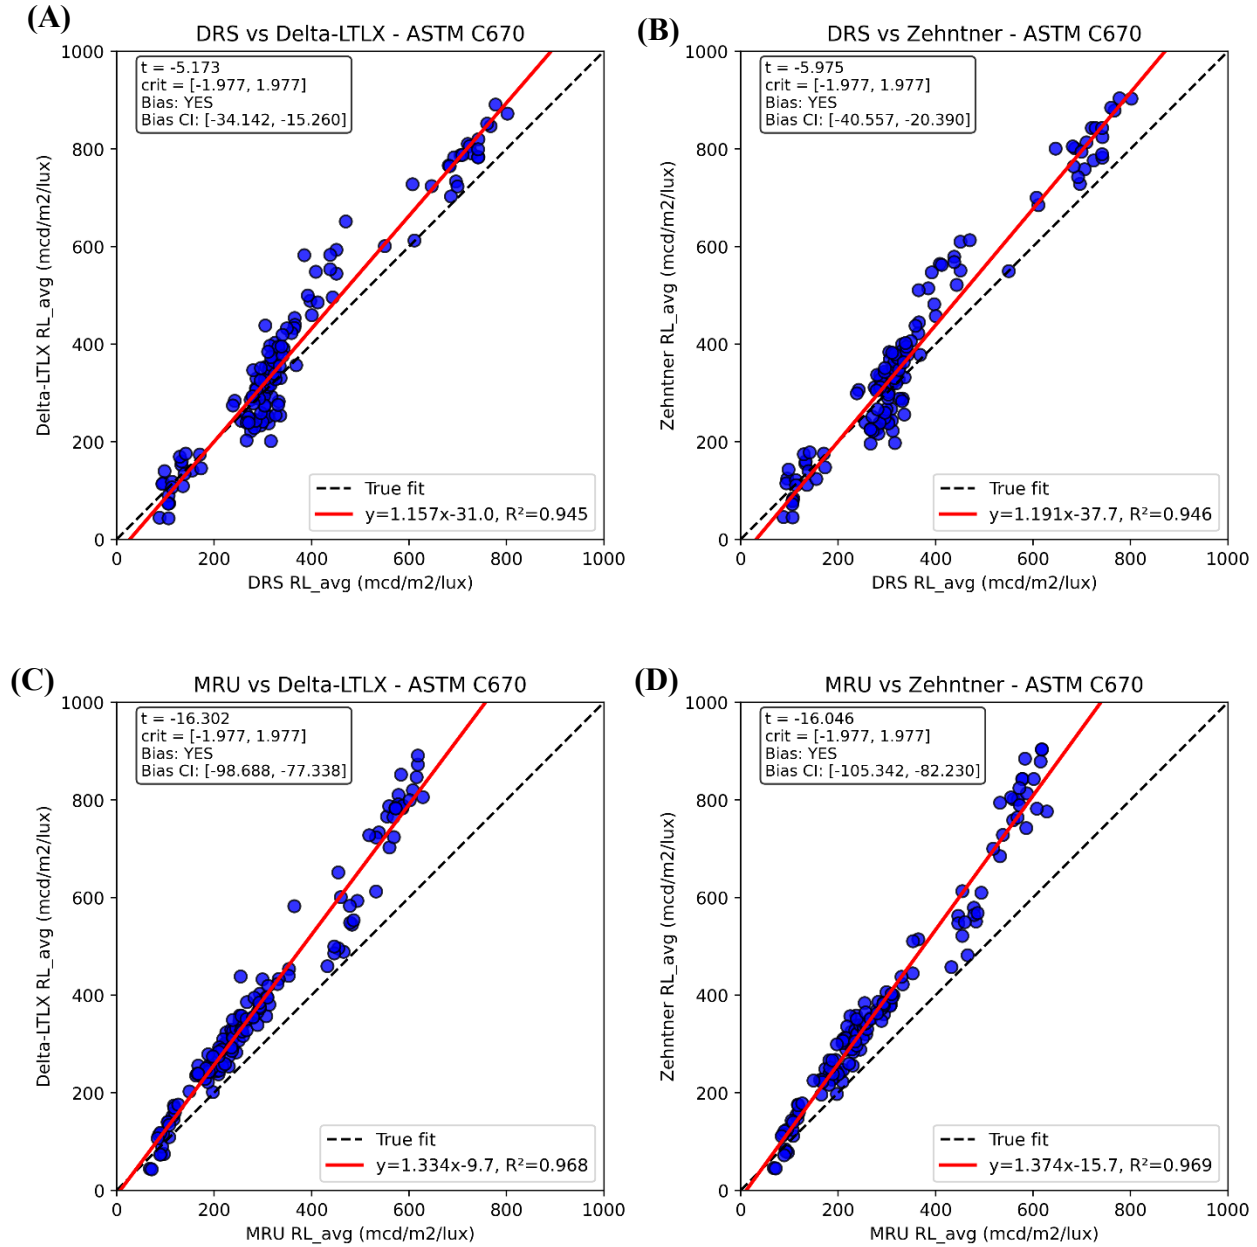 (A)
DRS vs Delta-LTLX - ASTM C670
t = -5.173
crit = [-1.977, 1.977]
Bias: YES
Bias CI: [-34.142, -15.260]
1000
800
600
400
200
0
Delta-LTLX RL_avg (mcd/m2/lux)
True fit
y=1.157x-31.0, R²=0.945
0 200 400 600 800 1000
DRS RL_avg (mcd/m2/lux)
(B)
DRS vs Zehntner - ASTM C670
t = -5.975
crit = [-1.977, 1.977]
Bias: YES
Bias CI: [-40.557, -20.390]
1000
800
600
400
200
0
Zehntner RL_avg (mcd/m2/lux)
True fit
y=1.191x-37.7, R²=0.946
0 200 400 600 800 1000
DRS RL_avg (mcd/m2/lux)
(C)
MRU vs Delta-LTLX - ASTM C670
t = -16.302
crit = [-1.977, 1.977]
Bias: YES
Bias CI: [-98.688, -77.338]
1000
800
600
400
200
0
Delta-LTLX RL_avg (mcd/m2/lux)
True fit
y=1.334x-9.7, R²=0.968
0 200 400 600 800 1000
MRU RL_avg (mcd/m2/lux)
(D)
MRU vs Zehntner - ASTM C670
t = -16.046
crit = [-1.977, 1.977]
Bias: YES
Bias CI: [-105.342, -82.230]
1000
800
600
400
200
0
Zehntner RL_avg (mcd/m2/lux)
True fit
y=1.374x-15.7, R²=0.969
0 200 400 600 800 1000
MRU RL_avg (mcd/m2/lux)